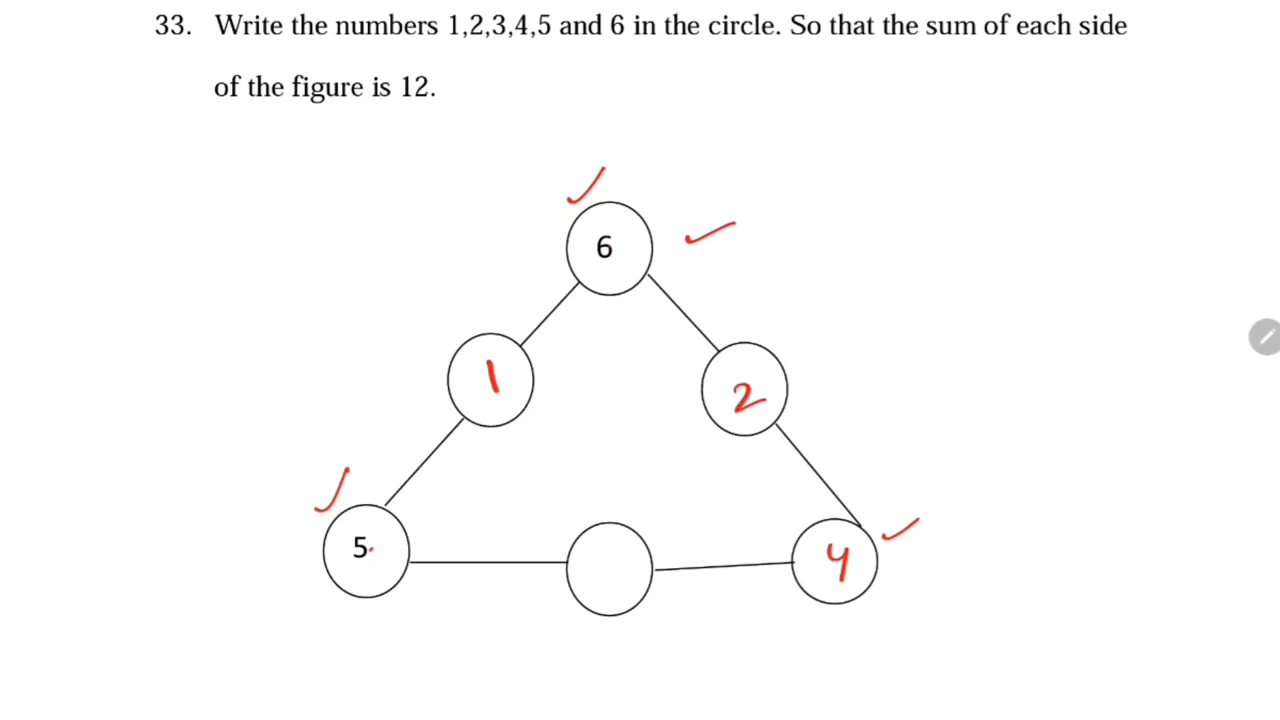 33. Write the numbers 1,2,3,4,5 and 6 in the circle. So that the sum of each side
of the figure is 12.
6
1
2
5
4